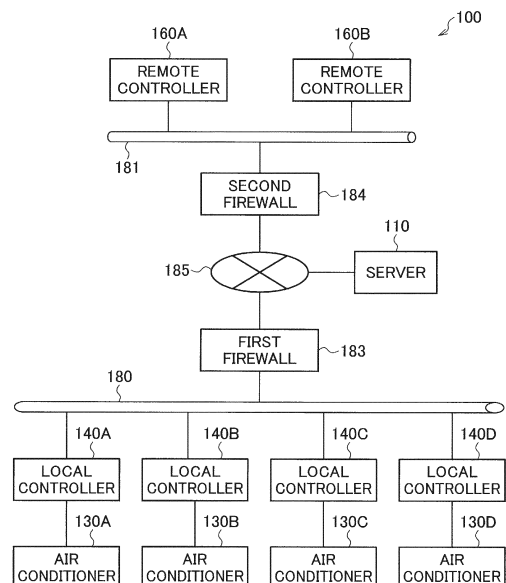 100
160A
160B
REMOTE
CONTROLLER
REMOTE
CONTROLLER
181
SECOND
FIREWALL
184
110
185
SERVER
FIRST
FIREWALL
183
180
140A
140B
140C
140D
LOCAL
CONTROLLER
LOCAL
CONTROLLER
LOCAL
CONTROLLER
LOCAL
CONTROLLER
130A
130B
130C
130D
AIR
CONDITIONER
AIR
CONDITIONER
AIR
CONDITIONER
AIR
CONDITIONER